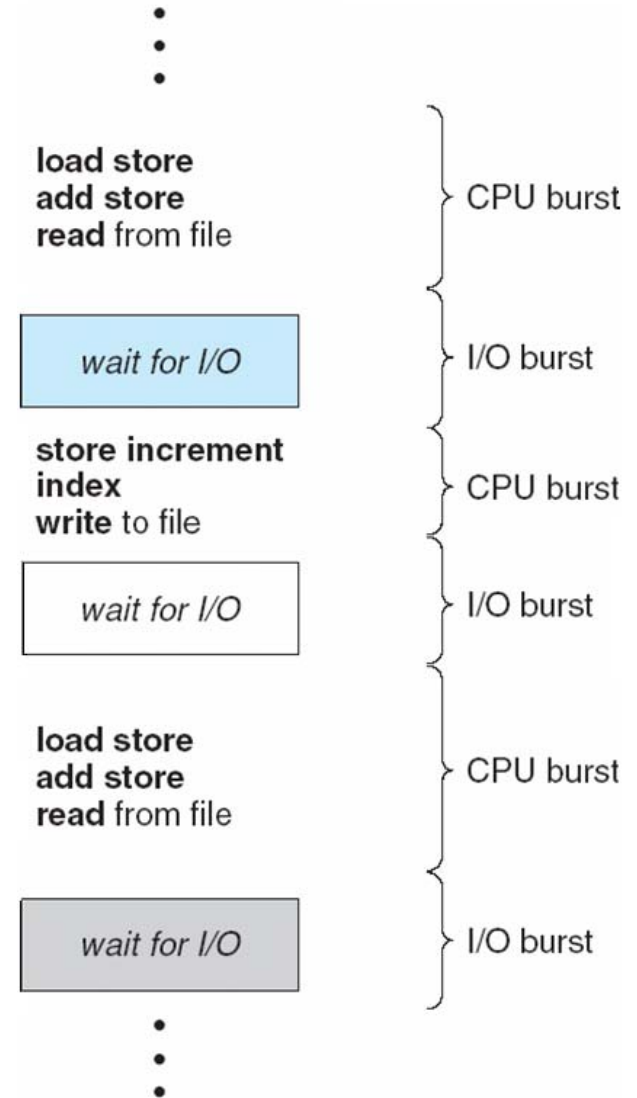 load store
add store
read from file
CPU burst
wait for I/O
I/O burst
store increment
index
write to file
CPU burst
wait for I/O
I/O burst
load store
add store
read from file
CPU burst
wait for I/O
I/O burst